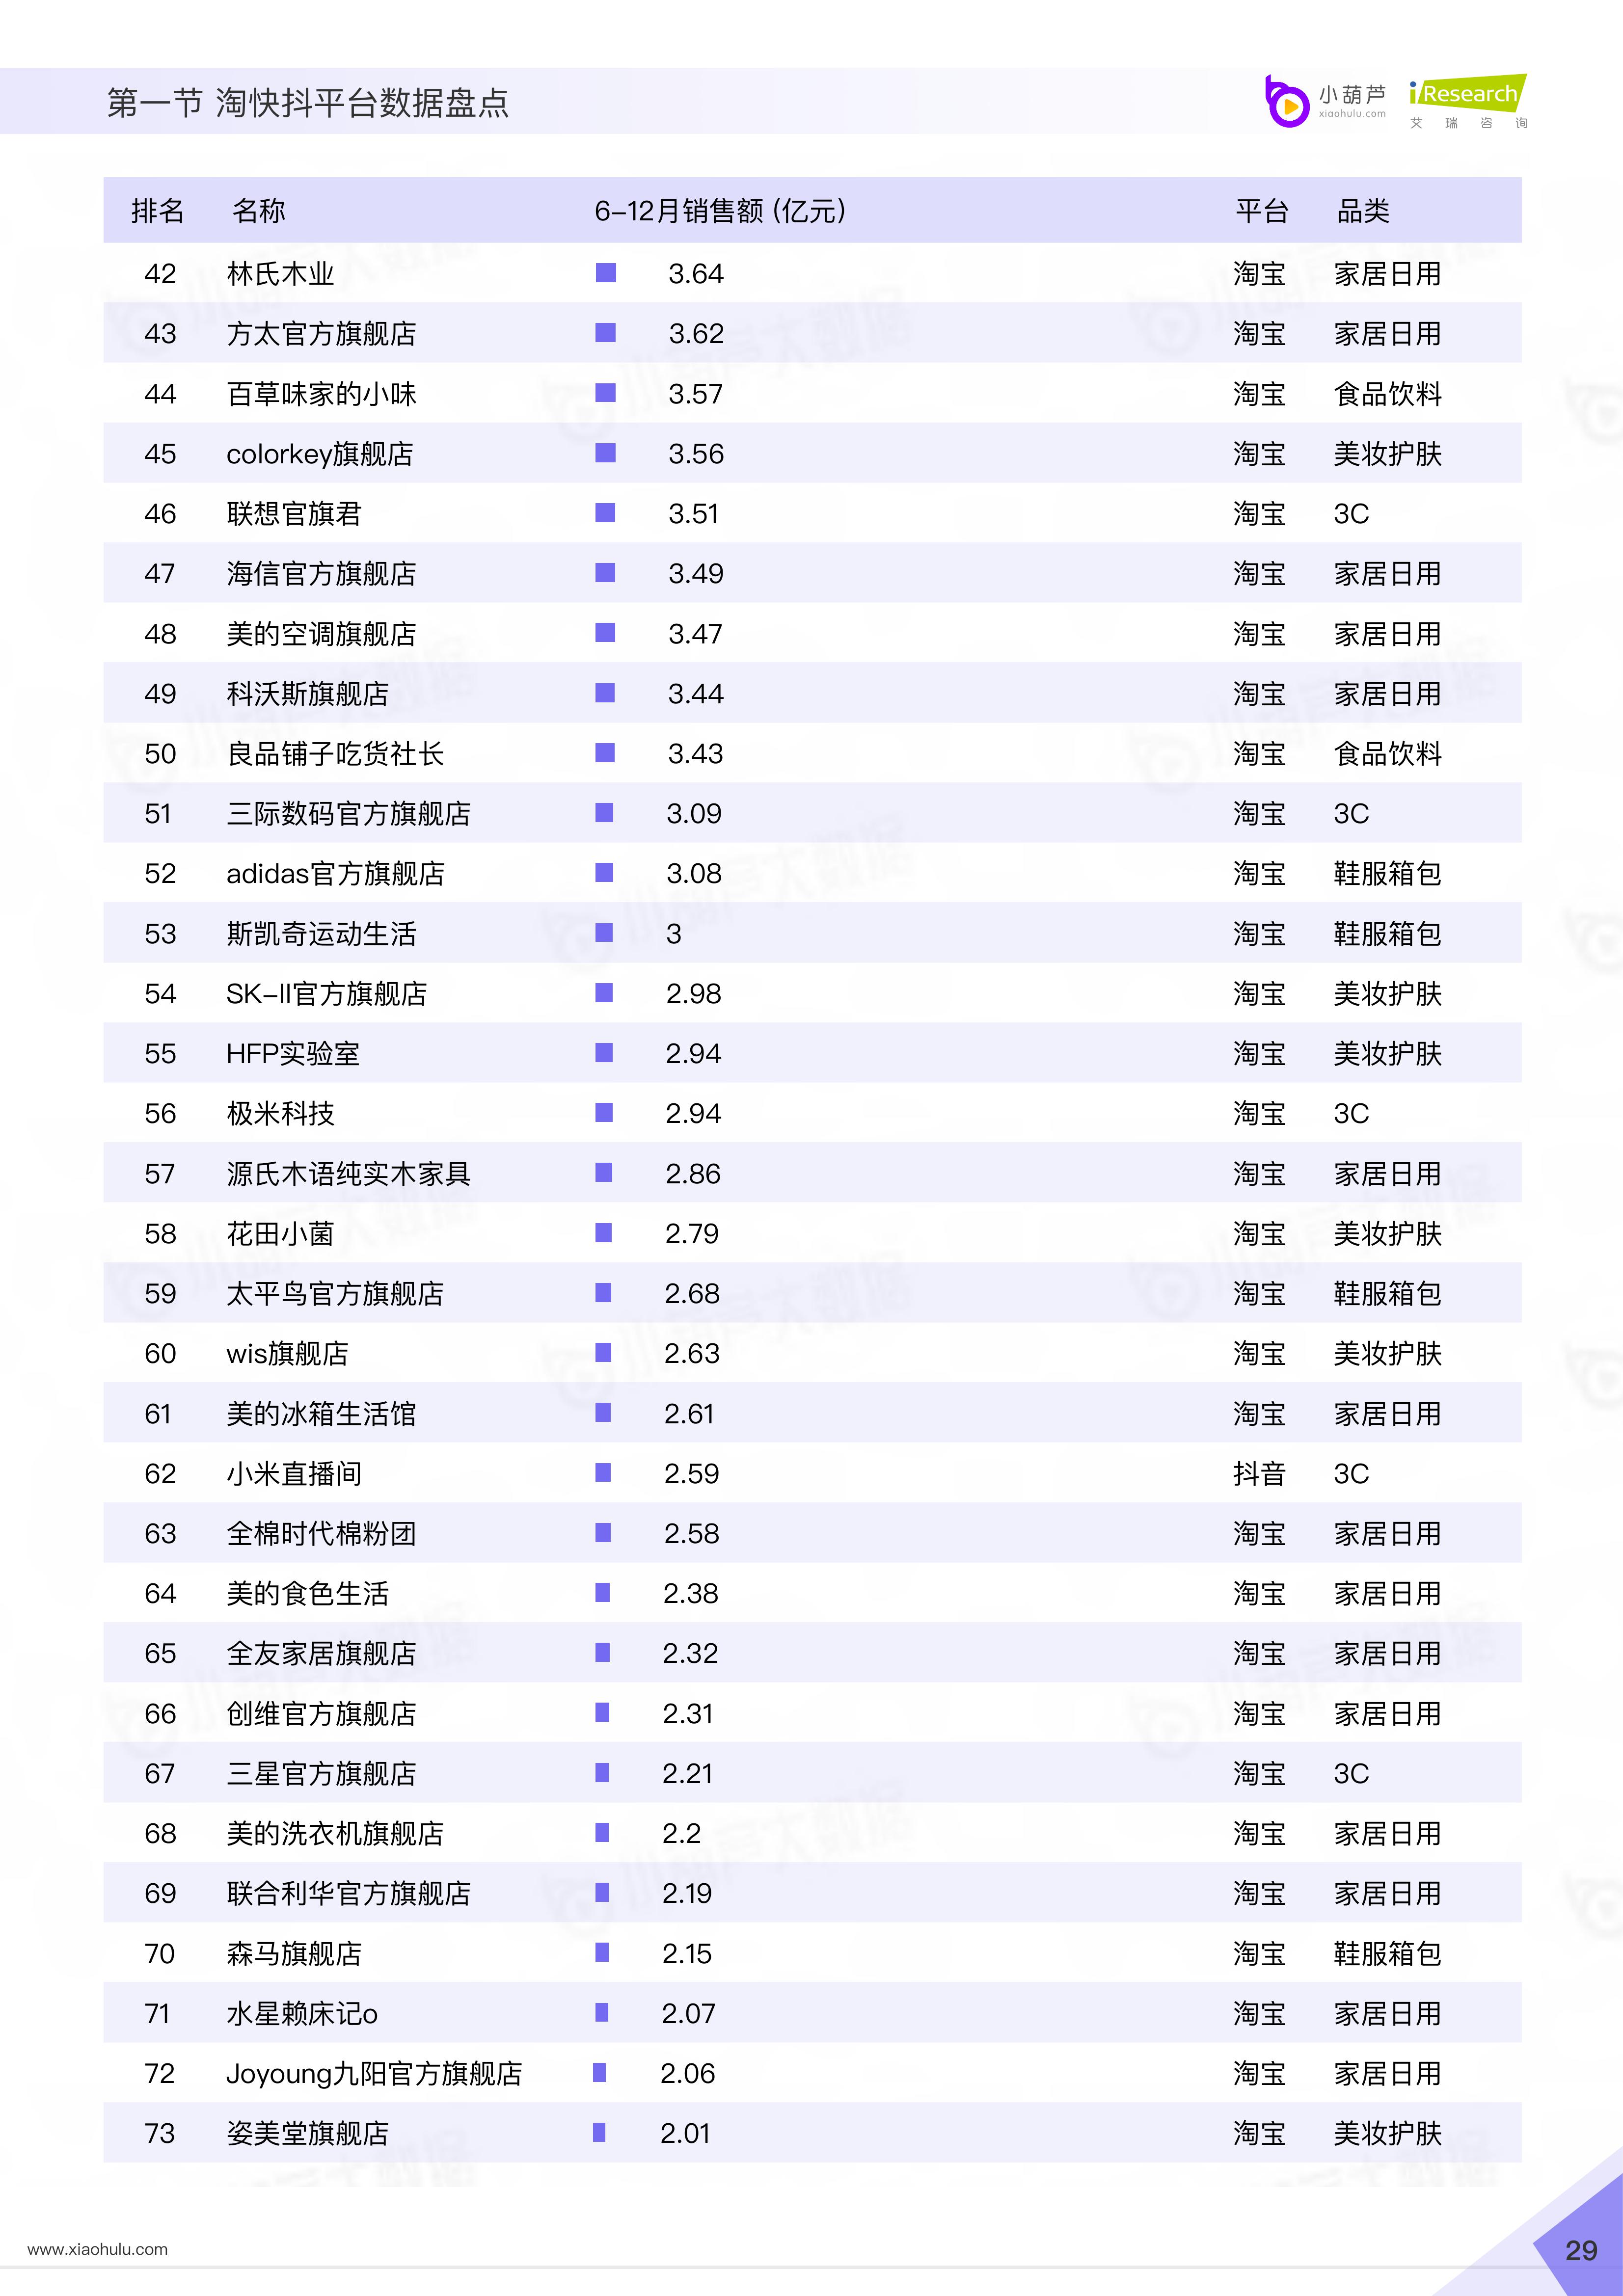 第一节 淘快抖平台数据盘点
小葫芦
xiaohulu.com
iResearch
艾瑞咨询
排名 名称 6-12月销售额 (亿元) 平台 品类
42 林氏木业 3.64 淘宝 家居日用
43 方太官方旗舰店 3.62 淘宝 家居日用
44 百草味家的小味 3.57 淘宝 食品饮料
45 colorkey旗舰店 3.56 淘宝 美妆护肤
46 联想官旗君 3.51 淘宝 3C
47 海信官方旗舰店 3.49 淘宝 家居日用
48 美的空调旗舰店 3.47 淘宝 家居日用
49 科沃斯旗舰店 3.44 淘宝 家居日用
50 良品铺子吃货社长 3.43 淘宝 食品饮料
51 三际数码官方旗舰店 3.09 淘宝 3C
52 adidas官方旗舰店 3.08 淘宝 鞋服箱包
53 斯凯奇运动生活 3 淘宝 鞋服箱包
54 SK-II官方旗舰店 2.98 淘宝 美妆护肤
55 HFP实验室 2.94 淘宝 美妆护肤
56 极米科技 2.94 淘宝 3C
57 源氏木语纯实木家具 2.86 淘宝 家居日用
58 花田小菌 2.79 淘宝 美妆护肤
59 太平鸟官方旗舰店 2.68 淘宝 鞋服箱包
60 wis旗舰店 2.63 淘宝 美妆护肤
61 美的冰箱生活馆 2.61 淘宝 家居日用
62 小米直播间 2.59 抖音 3C
63 全棉时代棉粉团 2.58 淘宝 家居日用
64 美的食色生活 2.38 淘宝 家居日用
65 全友家居旗舰店 2.32 淘宝 家居日用
66 创维官方旗舰店 2.31 淘宝 家居日用
67 三星官方旗舰店 2.21 淘宝 3C
68 美的洗衣机旗舰店 2.2 淘宝 家居日用
69 联合利华官方旗舰店 2.19 淘宝 家居日用
70 森马旗舰店 2.15 淘宝 鞋服箱包
71 水星赖床记o 2.07 淘宝 家居日用
72 Joyoung九阳官方旗舰店 2.06 淘宝 家居日用
73 姿美堂旗舰店 2.01 淘宝 美妆护肤
www.xiaohulu.com
29